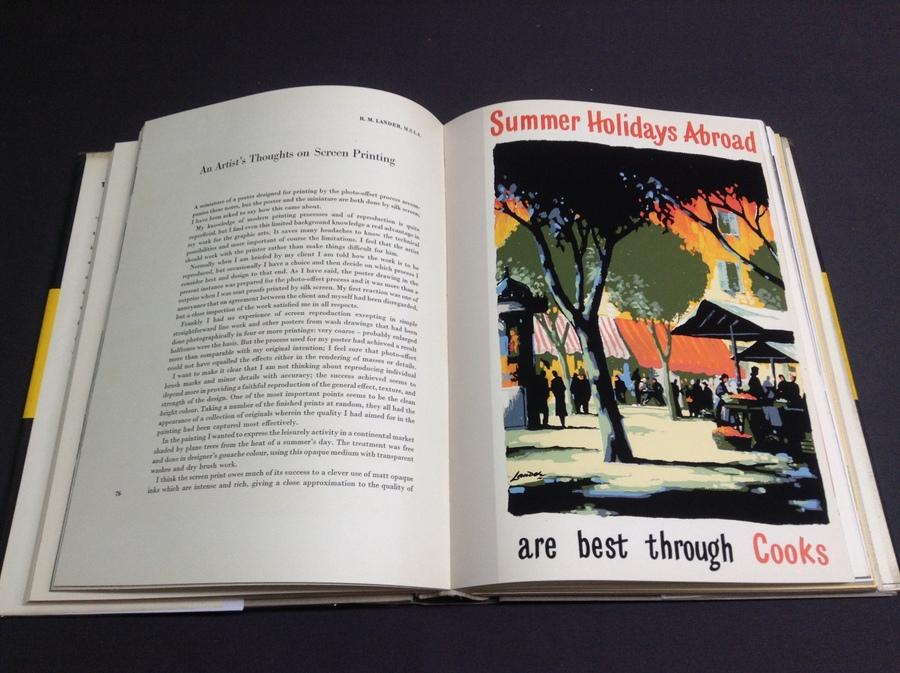 R. M. LANDER, M.S.I.A.
An Artist's Thoughts on Screen Printing
A miniature of a poster designed for printing by the photo-offset process accom-
panies these notes, but the poster and the miniature are both done by silk screen;
I have been asked to say how this came about.
My knowledge of modern printing processes and of reproduction is quite
superficial, but I find even this limited background knowledge a real advantage in
my work for the graphic arts. It saves many headaches to know the technical
possibilities and more important of course the limitations. I feel that the artist
should work with the printer rather than make things difficult for him.
Normally when I am briefed by my client I am told how the work is to be
reproduced, but occasionally I have a choice and then decide on which process I
consider best and design to that end. As I have said, the poster drawing in the
present instance was prepared for the photo-offset process and it was more than a
surprise when I was sent proofs printed by silk screen. My first reaction was one of
annoyance that an agreement between the client and myself had been disregarded,
but a close inspection of the work satisfied me in all respects.
Frankly I had no experience of screen reproduction excepting in simple
straightforward line work and other posters from wash drawings that had been
done photographically in four or more printings: very coarse – probably enlarged
halftones were the basis. But the process used for my poster had achieved a result
more than comparable with my original intention; I feel sure that photo-offset
could not have equalled the effects either in the rendering of masses or details.
I want to make it clear that I am not thinking about reproducing individual
brush marks and minor details with accuracy; the success achieved seems to
depend more in providing a faithful reproduction of the general effect, texture, and
strength of the design. One of the most important points seems to be the clean
bright colour. Taking a number of the finished prints at random, they all had the
appearance of a collection of originals wherein the quality I had aimed for in the
painting had been captured most effectively.
In the painting I wanted to express the leisurely activity in a continental market
shaded by plane trees from the heat of a summer's day. The treatment was free
and done in designer's gouache colour, using this opaque medium with transparent
washes and dry brush work.
I think the screen print owes much of its success to a clever use of matt opaque
inks which are intense and rich, giving a close approximation to the quality of
76
Summer Holidays Abroad
Lander
are best through Cooks